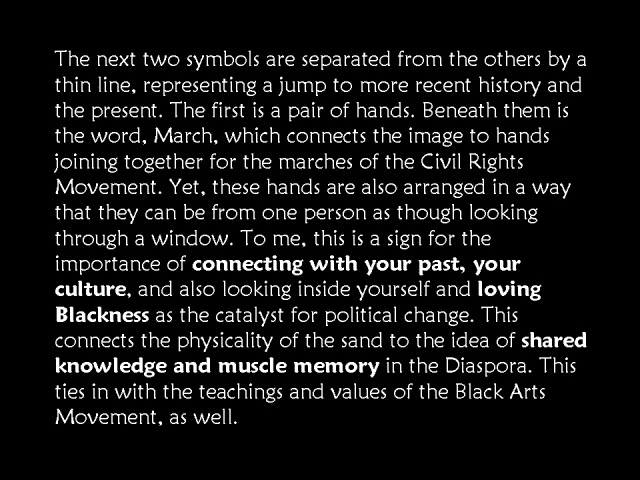 The next two symbols are separated from the others by a
thin line, representing a jump to more recent history and
the present. The first is a pair of hands. Beneath them is
the word, March, which connects the image to hands
joining together for the marches of the Civil Rights
Movement. Yet, these hands are also arranged in a way
that they can be from one person as though looking
through a window. To me, this is a sign for the
importance of connecting with your past, your
culture, and also looking inside yourself and loving
Blackness as the catalyst for political change. This
connects the physicality of the sand to the idea of shared
knowledge and muscle memory in the Diaspora. This
ties in with the teachings and values of the Black Arts
Movement, as well.